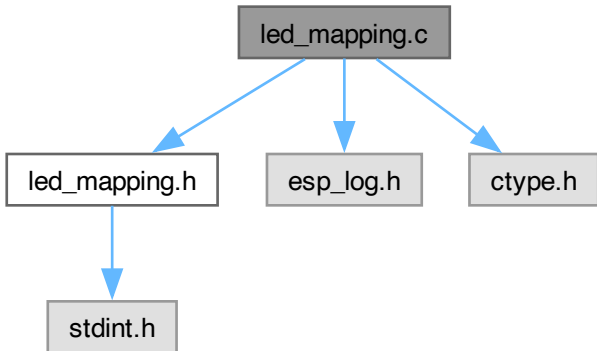 led_mapping.c
led_mapping.h
esp_log.h
ctype.h
stdint.h